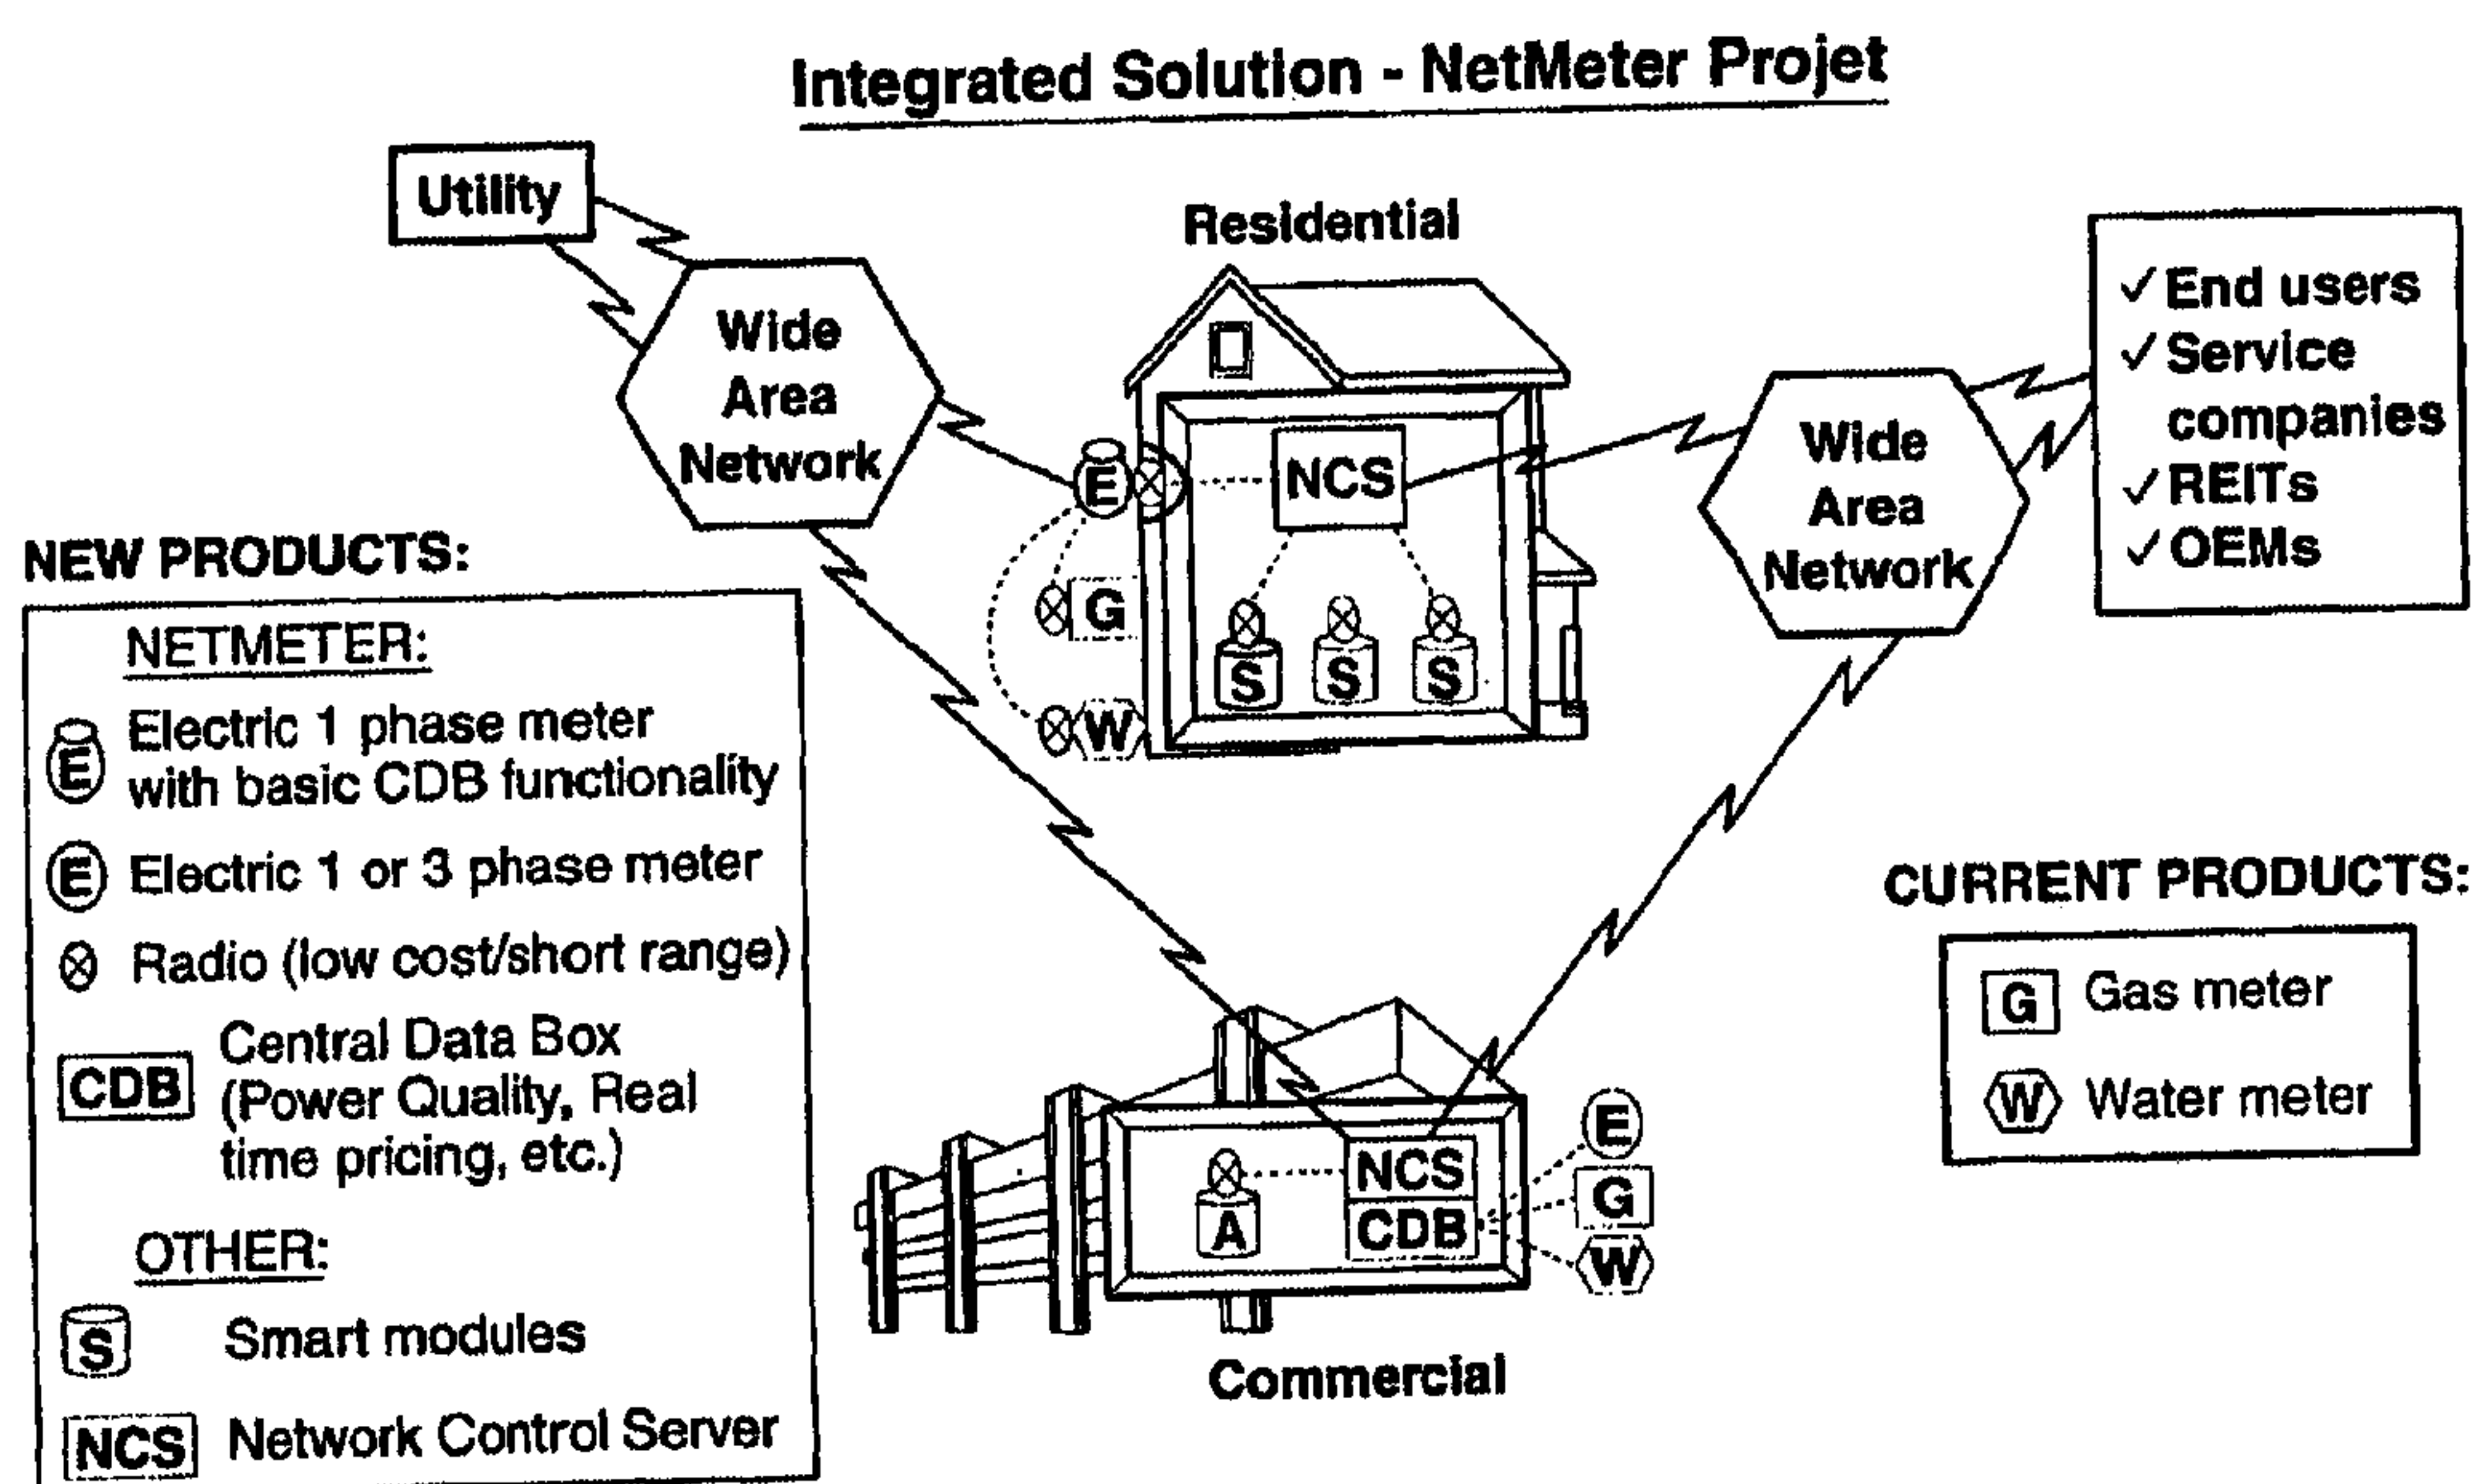 Integrated Solution - NetMeter Projet
Utility
Wide
Area
Network
Residential
E
NCS
G
W
S
S
S
Wide
Area
Network
✓ End users
✓ Service
companies
✓ REITs
✓ OEMs
NEW PRODUCTS:
NETMETER:
E Electric 1 phase meter
with basic CDB functionality
E Electric 1 or 3 phase meter
Radio (low cost/short range)
Central Data Box
CDB (Power Quality, Real
time pricing, etc.)
OTHER:
S Smart modules
NCS Network Control Server
A
NCS
CDB
E
G
W
Commercial
CURRENT PRODUCTS:
G Gas meter
W Water meter